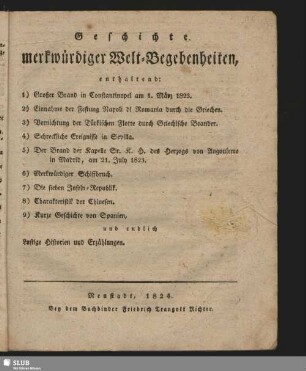 Geschichte
merkwürdiger Welt-Begebenheiten,
enthaltend:
1) Großer Brand in Constantinopel am 1. März 1823.
2) Einnahme der Festung Napoli di Romania durch die Griechen.
3) Vernichtung der Türkischen Flotte durch Griechische Brander.
4) Schreckliche Ereignisse in Sevilla.
5) Der Brand der Kapelle Sr. K. H. des Herzogs von Angouleme
in Madrid, am 21. July 1823.
6) Merkwürdiger Schiffbruch.
7) Die sieben Inseln-Republik.
8) Charakteristik der Chinesen.
9) Kurze Geschichte von Spanien,
und endlich
Lustige Historien und Erzählungen.
Neustadt, 1824.
Bey dem Buchbinder Friedrich Traugott Richter.
SLUB